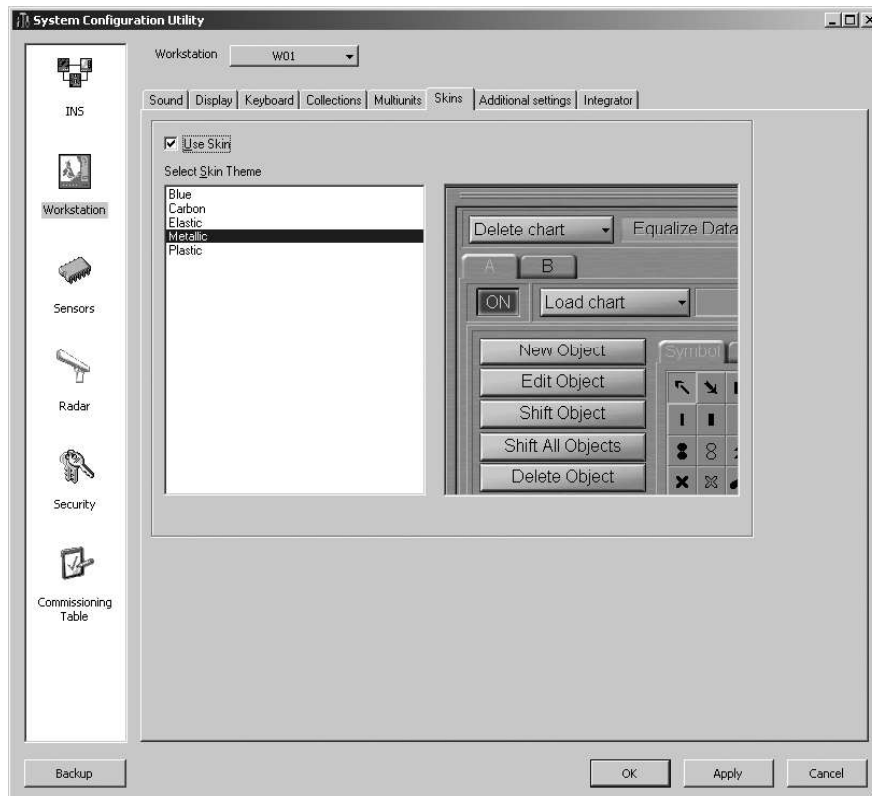 System Configuration Utility
Workstation W01
INS
Workstation
Sensors
Radar
Security
Commissioning
Table
Sound Display Keyboard Collections Multiunits Skins Additional settings Integrator
Use Skin
Select Skin Theme
Blue
Carbon
Elastic
Metallic
Plastic
Delete chart Equalize Data
A B
ON Load chart
New Object Symbol
Edit Object
Shift Object
Shift All Objects
Delete Object
Backup OK Apply Cancel